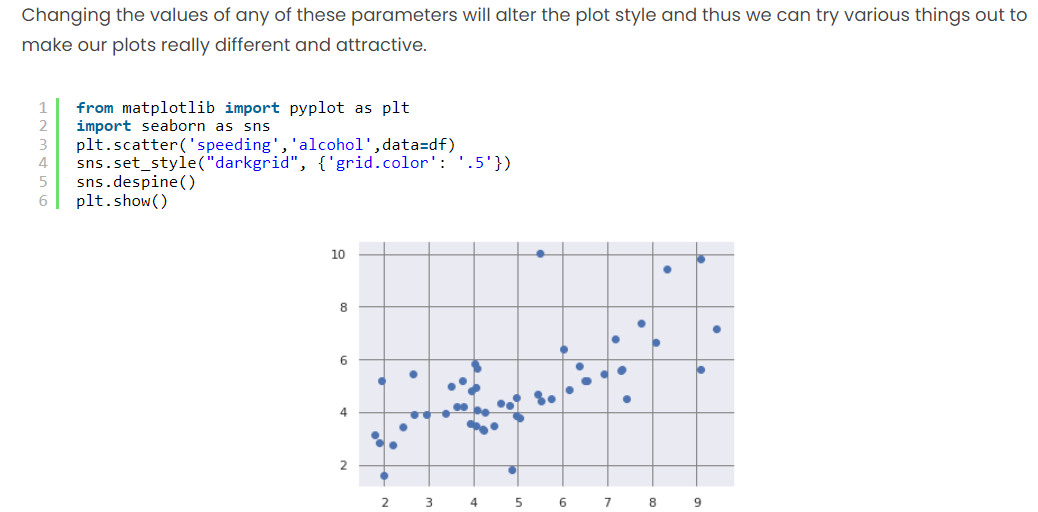 Changing the values of any of these parameters will alter the plot style and thus we can try various things out to
make our plots really different and attractive.
1 from matplotlib import pyplot as plt
2 import seaborn as sns
3 plt.scatter('speeding','alcohol',data=df)
4 sns.set_style("darkgrid", {'grid.color': '.5'})
5 sns.despine()
6 plt.show()
10
8
6
4
2
2 3 4 5 6 7 8 9